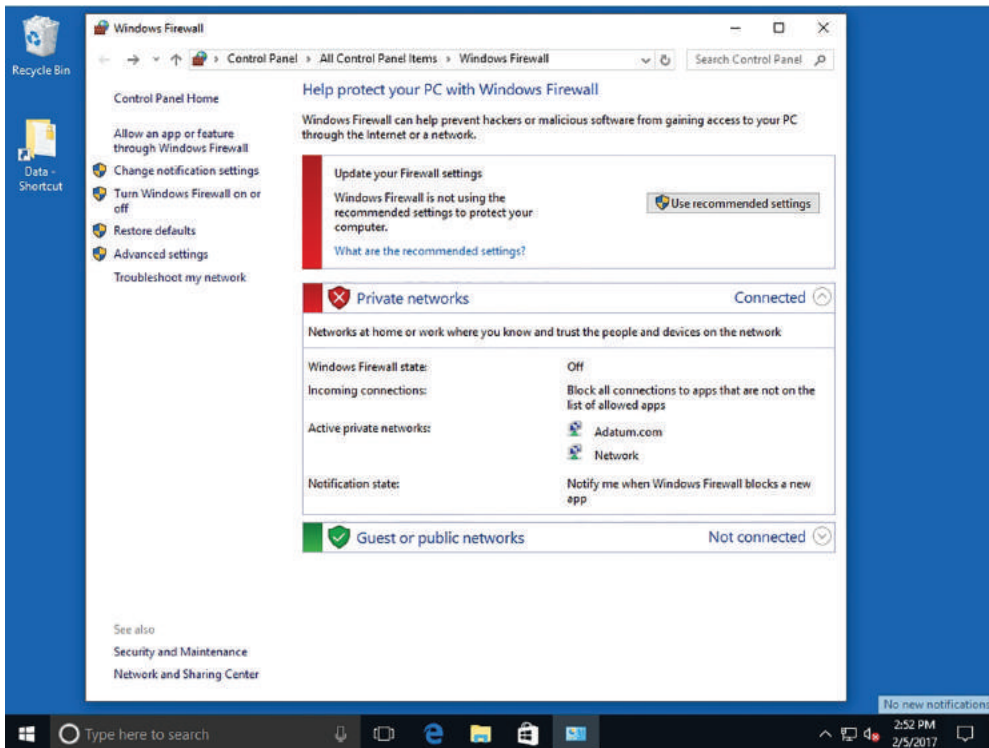 Recycle Bin
Data -
Shortcut
Windows Firewall
Control Panel › All Control Panel Items › Windows Firewall
Search Control Panel
Control Panel Home
Allow an app or feature
through Windows Firewall
Change notification settings
Turn Windows Firewall on or
off
Restore defaults
Advanced settings
Troubleshoot my network
Help protect your PC with Windows Firewall
Windows Firewall can help prevent hackers or malicious software from gaining access to your PC
through the Internet or a network.
Update your Firewall settings
Windows Firewall is not using the
recommended settings to protect your
computer.
What are the recommended settings?
Use recommended settings
Private networks Connected
Networks at home or work where you know and trust the people and devices on the network
Windows Firewall state: Off
Incoming connections: Block all connections to apps that are not on the
list of allowed apps
Active private networks: Adatum.com
Network
Notification state: Notify me when Windows Firewall blocks a new
app
Guest or public networks Not connected
See also
Security and Maintenance
Network and Sharing Center
No new notifications
Type here to search
2:52 PM
2/5/2017